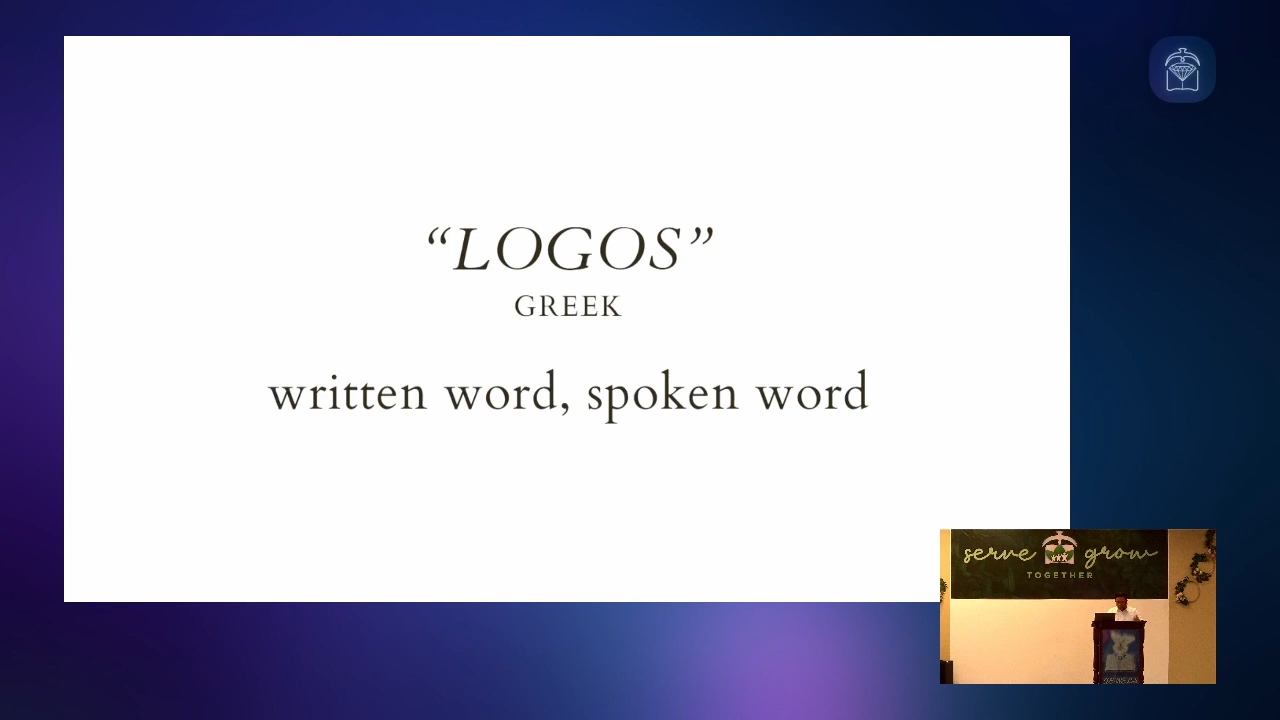 “LOGOS”
GREEK
written word, spoken word
serve grow
TOGETHER